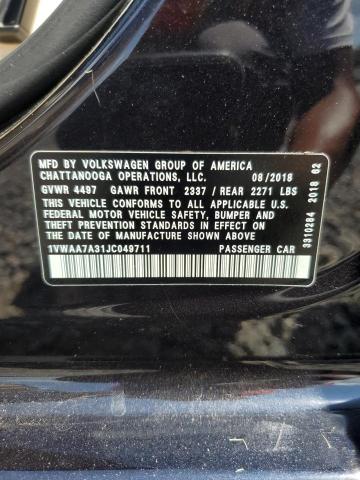 MFD BY VOLKSWAGEN GROUP OF AMERICA
CHATTANOOGA OPERATIONS, LLC. 08/2018
GVWR 4497 GAWR FRONT 2337 / REAR 2271 LBS
THIS VEHICLE CONFORMS TO ALL APPLICABLE U.S.
FEDERAL MOTOR VEHICLE SAFETY, BUMPER AND
THEFT PREVENTION STANDARDS IN EFFECT ON THE
DATE OF MANUFACTURE SHOWN ABOVE
1VWAA7A31JC049711 PASSENGER CAR
3310284 2018 02